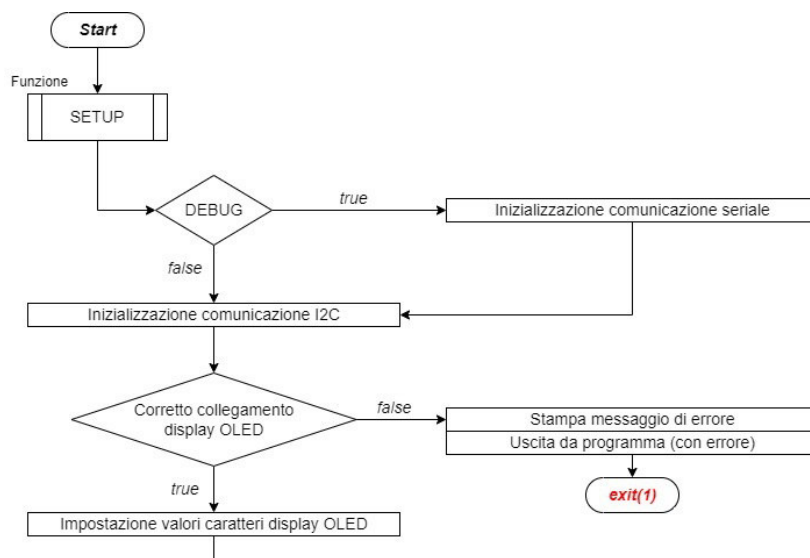 Start
Funzione
SETUP
DEBUG
true
Inizializzazione comunicazione seriale
false
Inizializzazione comunicazione I2C
Corretto collegamento
display OLED
false
Stampa messaggio di errore
Uscita da programma (con errore)
true
exit(1)
Impostazione valori caratteri display OLED